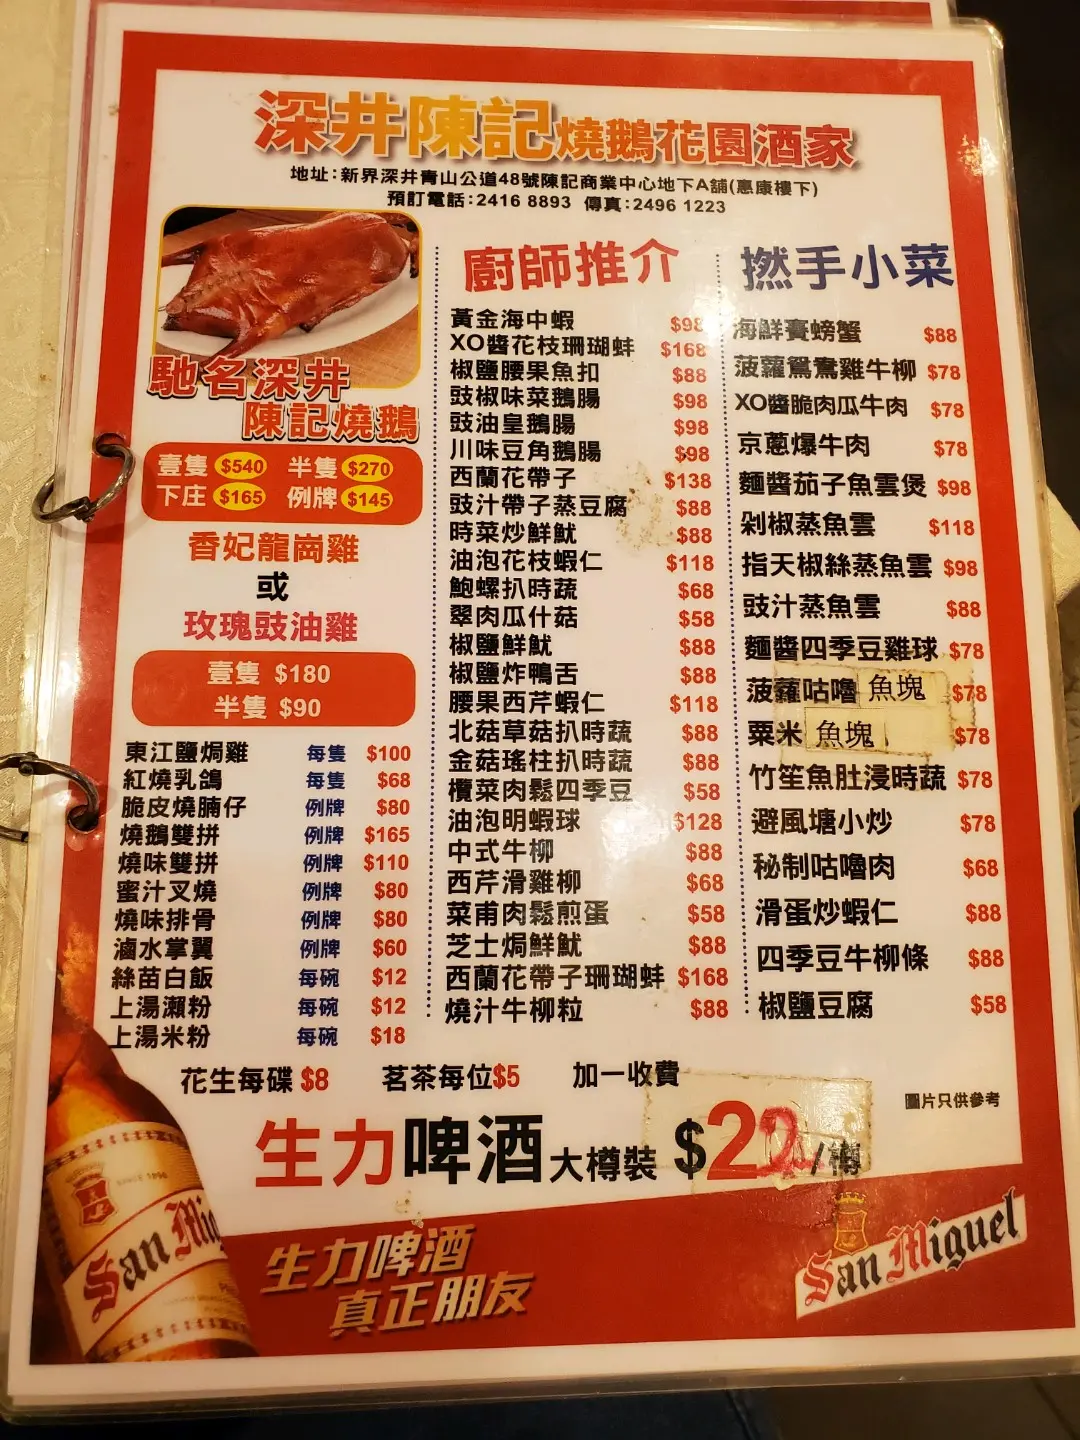 深井陳記燒鵝花園酒家
地址:新界深井青山公道48號陳記商業中心地下A舖(惠康樓下)
預訂電話:2416 8893 傳真:2496 1223
馳名深井
陳記燒鵝
壹隻 $540 半隻 $270
下庄 $165 例牌 $145
香妃龍崗雞
或
玫瑰豉油雞
壹隻 $180
半隻 $90
東江鹽焗雞 每隻 $100
紅燒乳鴿 每隻 $68
脆皮燒腩仔 例牌 $80
燒鵝雙拼 例牌 $165
燒味雙拼 例牌 $110
蜜汁叉燒 例牌 $80
燒味排骨 例牌 $80
滷水掌翼 例牌 $60
絲苗白飯 每碗 $12
上湯瀨粉 每碗 $12
上湯米粉 每碗 $18
廚師推介
黃金海中蝦 $98
XO醬花枝珊瑚蚌 $168
椒鹽腰果魚扣 $88
豉椒味菜鵝腸 $98
豉油皇鵝腸 $98
川味豆角鵝腸 $98
西蘭花帶子 $138
豉汁帶子蒸豆腐 $88
時菜炒鮮魷 $88
油泡花枝蝦仁 $118
鮑螺扒時蔬 $68
翠肉瓜什菇 $58
椒鹽鮮魷 $88
椒鹽炸鴨舌 $88
腰果西芹蝦仁 $118
北菇草菇扒時蔬 $88
金菇瑤柱扒時蔬 $88
欖菜肉鬆四季豆 $58
油泡明蝦球 $128
中式牛柳 $88
西芹滑雞柳 $68
菜甫肉鬆煎蛋 $58
芝士焗鮮魷 $88
西蘭花帶子珊瑚蚌 $168
燒汁牛柳粒 $88
撚手小菜
海鮮賽螃蟹 $88
菠蘿鴛鴦雞牛柳 $78
XO醬脆肉瓜牛肉 $78
京蔥爆牛肉 $78
麵醬茄子魚雲煲 $98
剁椒蒸魚雲 $118
指天椒絲蒸魚雲 $98
豉汁蒸魚雲 $88
麵醬四季豆雞球 $78
菠蘿咕嚕 魚塊 $78
粟米 魚塊 $78
竹笙魚肚浸時蔬 $78
避風塘小炒 $78
秘制咕嚕肉 $68
滑蛋炒蝦仁 $88
四季豆牛柳條 $88
椒鹽豆腐 $58
花生每碟 $8 茗茶每位$5 加一收費
圖片只供參考
生力啤酒大樽裝 $22/樽
生力啤酒
真正朋友
San Miguel
SINCE 1890
San Mig